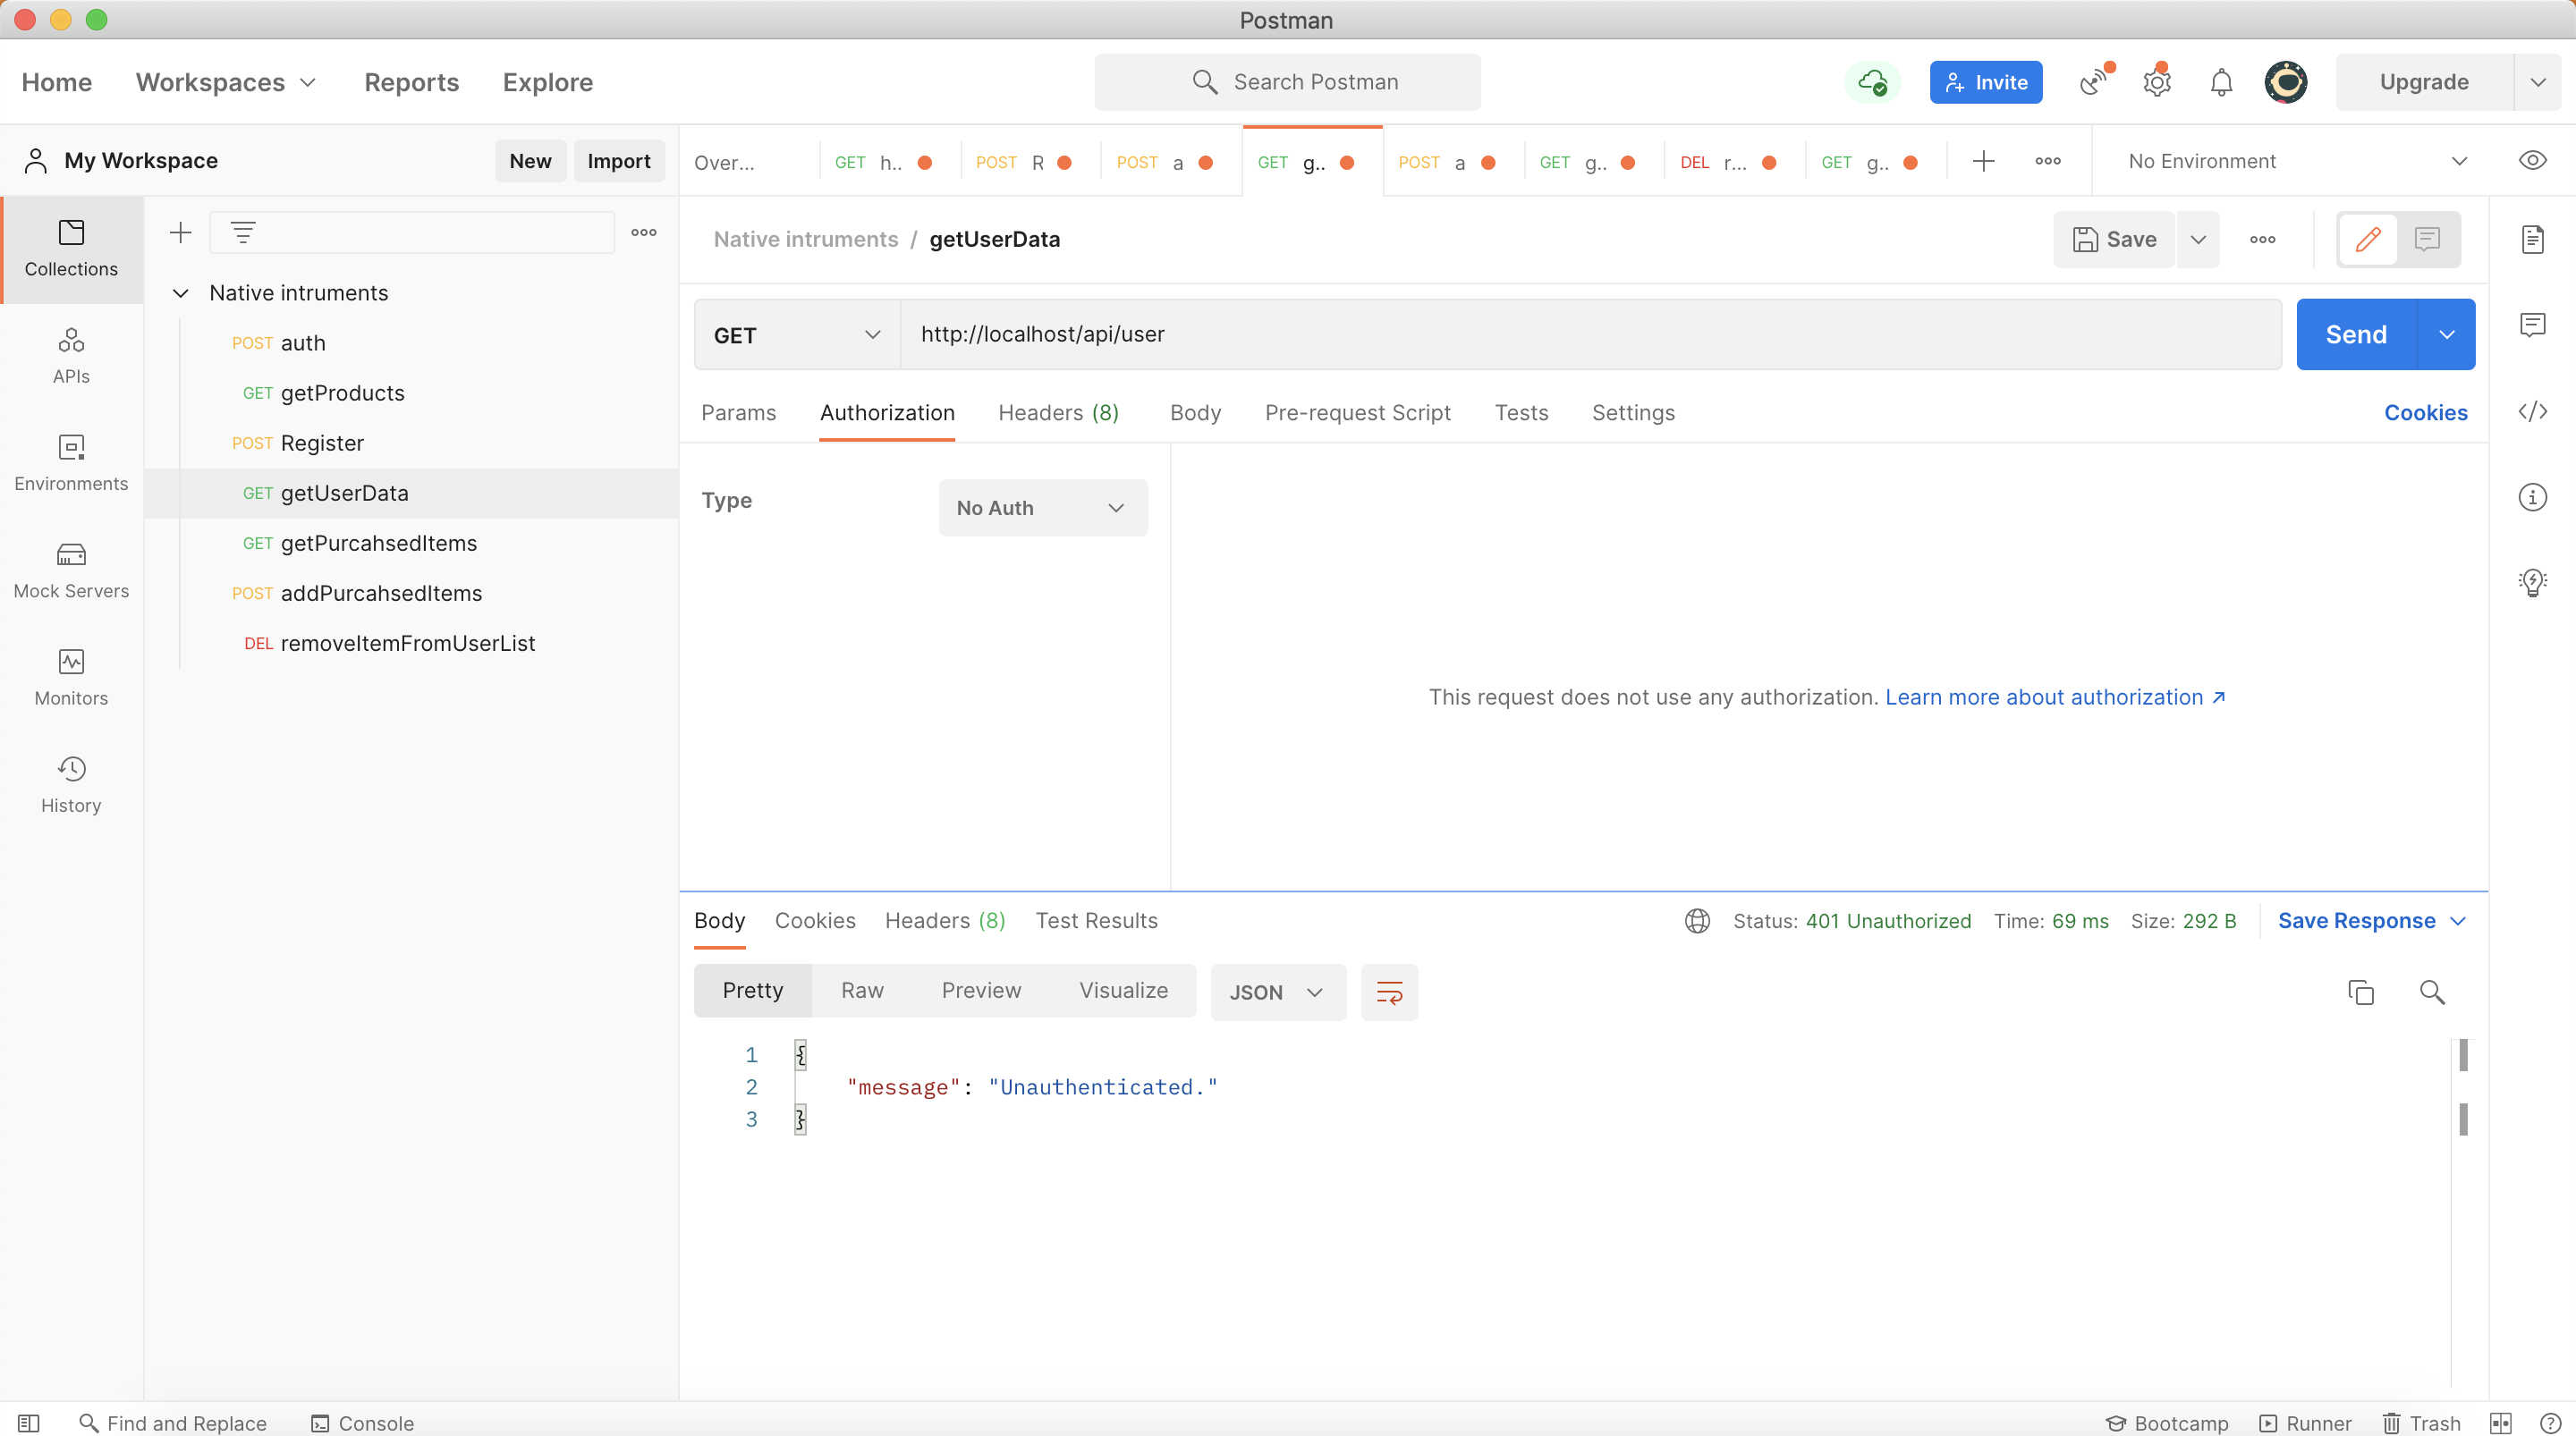 Postman
Home Workspaces Reports Explore Search Postman Invite Upgrade
My Workspace New Import
Over... GET h.. POST R POST a GET g.. POST a GET g.. DEL r... GET g.. No Environment
Collections
APIs
Environments
Mock Servers
Monitors
History
Native intruments
POST auth
GET getProducts
POST Register
GET getUserData
GET getPurcahsedItems
POST addPurcahsedItems
DEL removeItemFromUserList
Native intruments / getUserData Save
GET http://localhost/api/user Send
Params Authorization Headers (8) Body Pre-request Script Tests Settings Cookies
Type No Auth
This request does not use any authorization. Learn more about authorization ↗
Body Cookies Headers (8) Test Results Status: 401 Unauthorized Time: 69 ms Size: 292 B Save Response
Pretty Raw Preview Visualize JSON
1 {
2 "message": "Unauthenticated."
3 }
Find and Replace Console Bootcamp Runner Trash